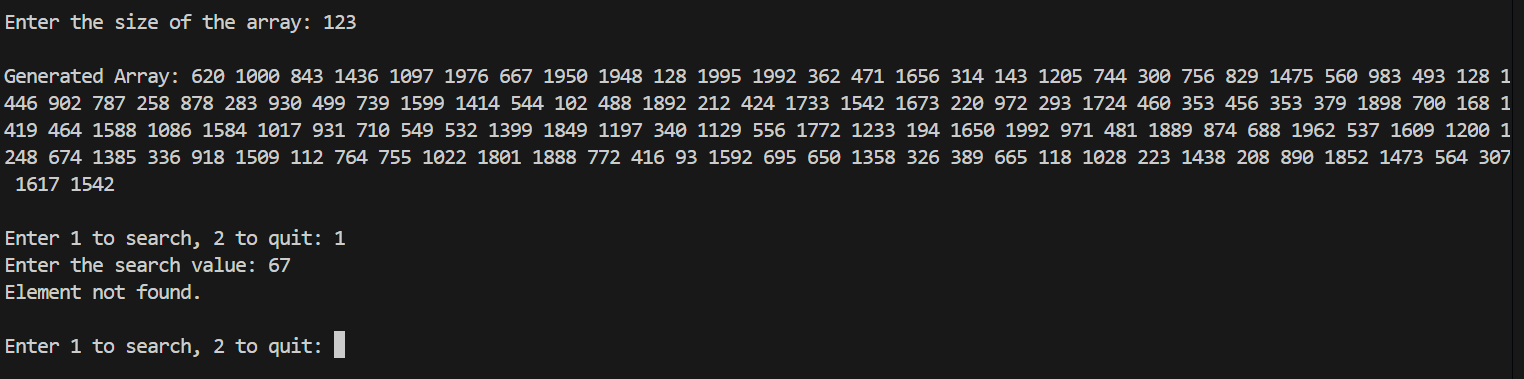 Enter the size of the array: 123
Generated Array: 620 1000 843 1436 1097 1976 667 1950 1948 128 1995 1992 362 471 1656 314 143 1205 744 300 756 829 1475 560 983 493 128 1
446 902 787 258 878 283 930 499 739 1599 1414 544 102 488 1892 212 424 1733 1542 1673 220 972 293 1724 460 353 456 353 379 1898 700 168 1
419 464 1588 1086 1584 1017 931 710 549 532 1399 1849 1197 340 1129 556 1772 1233 194 1650 1992 971 481 1889 874 688 1962 537 1609 1200 1
248 674 1385 336 918 1509 112 764 755 1022 1801 1888 772 416 93 1592 695 650 1358 326 389 665 118 1028 223 1438 208 890 1852 1473 564 307
1617 1542
Enter 1 to search, 2 to quit: 1
Enter the search value: 67
Element not found.
Enter 1 to search, 2 to quit: